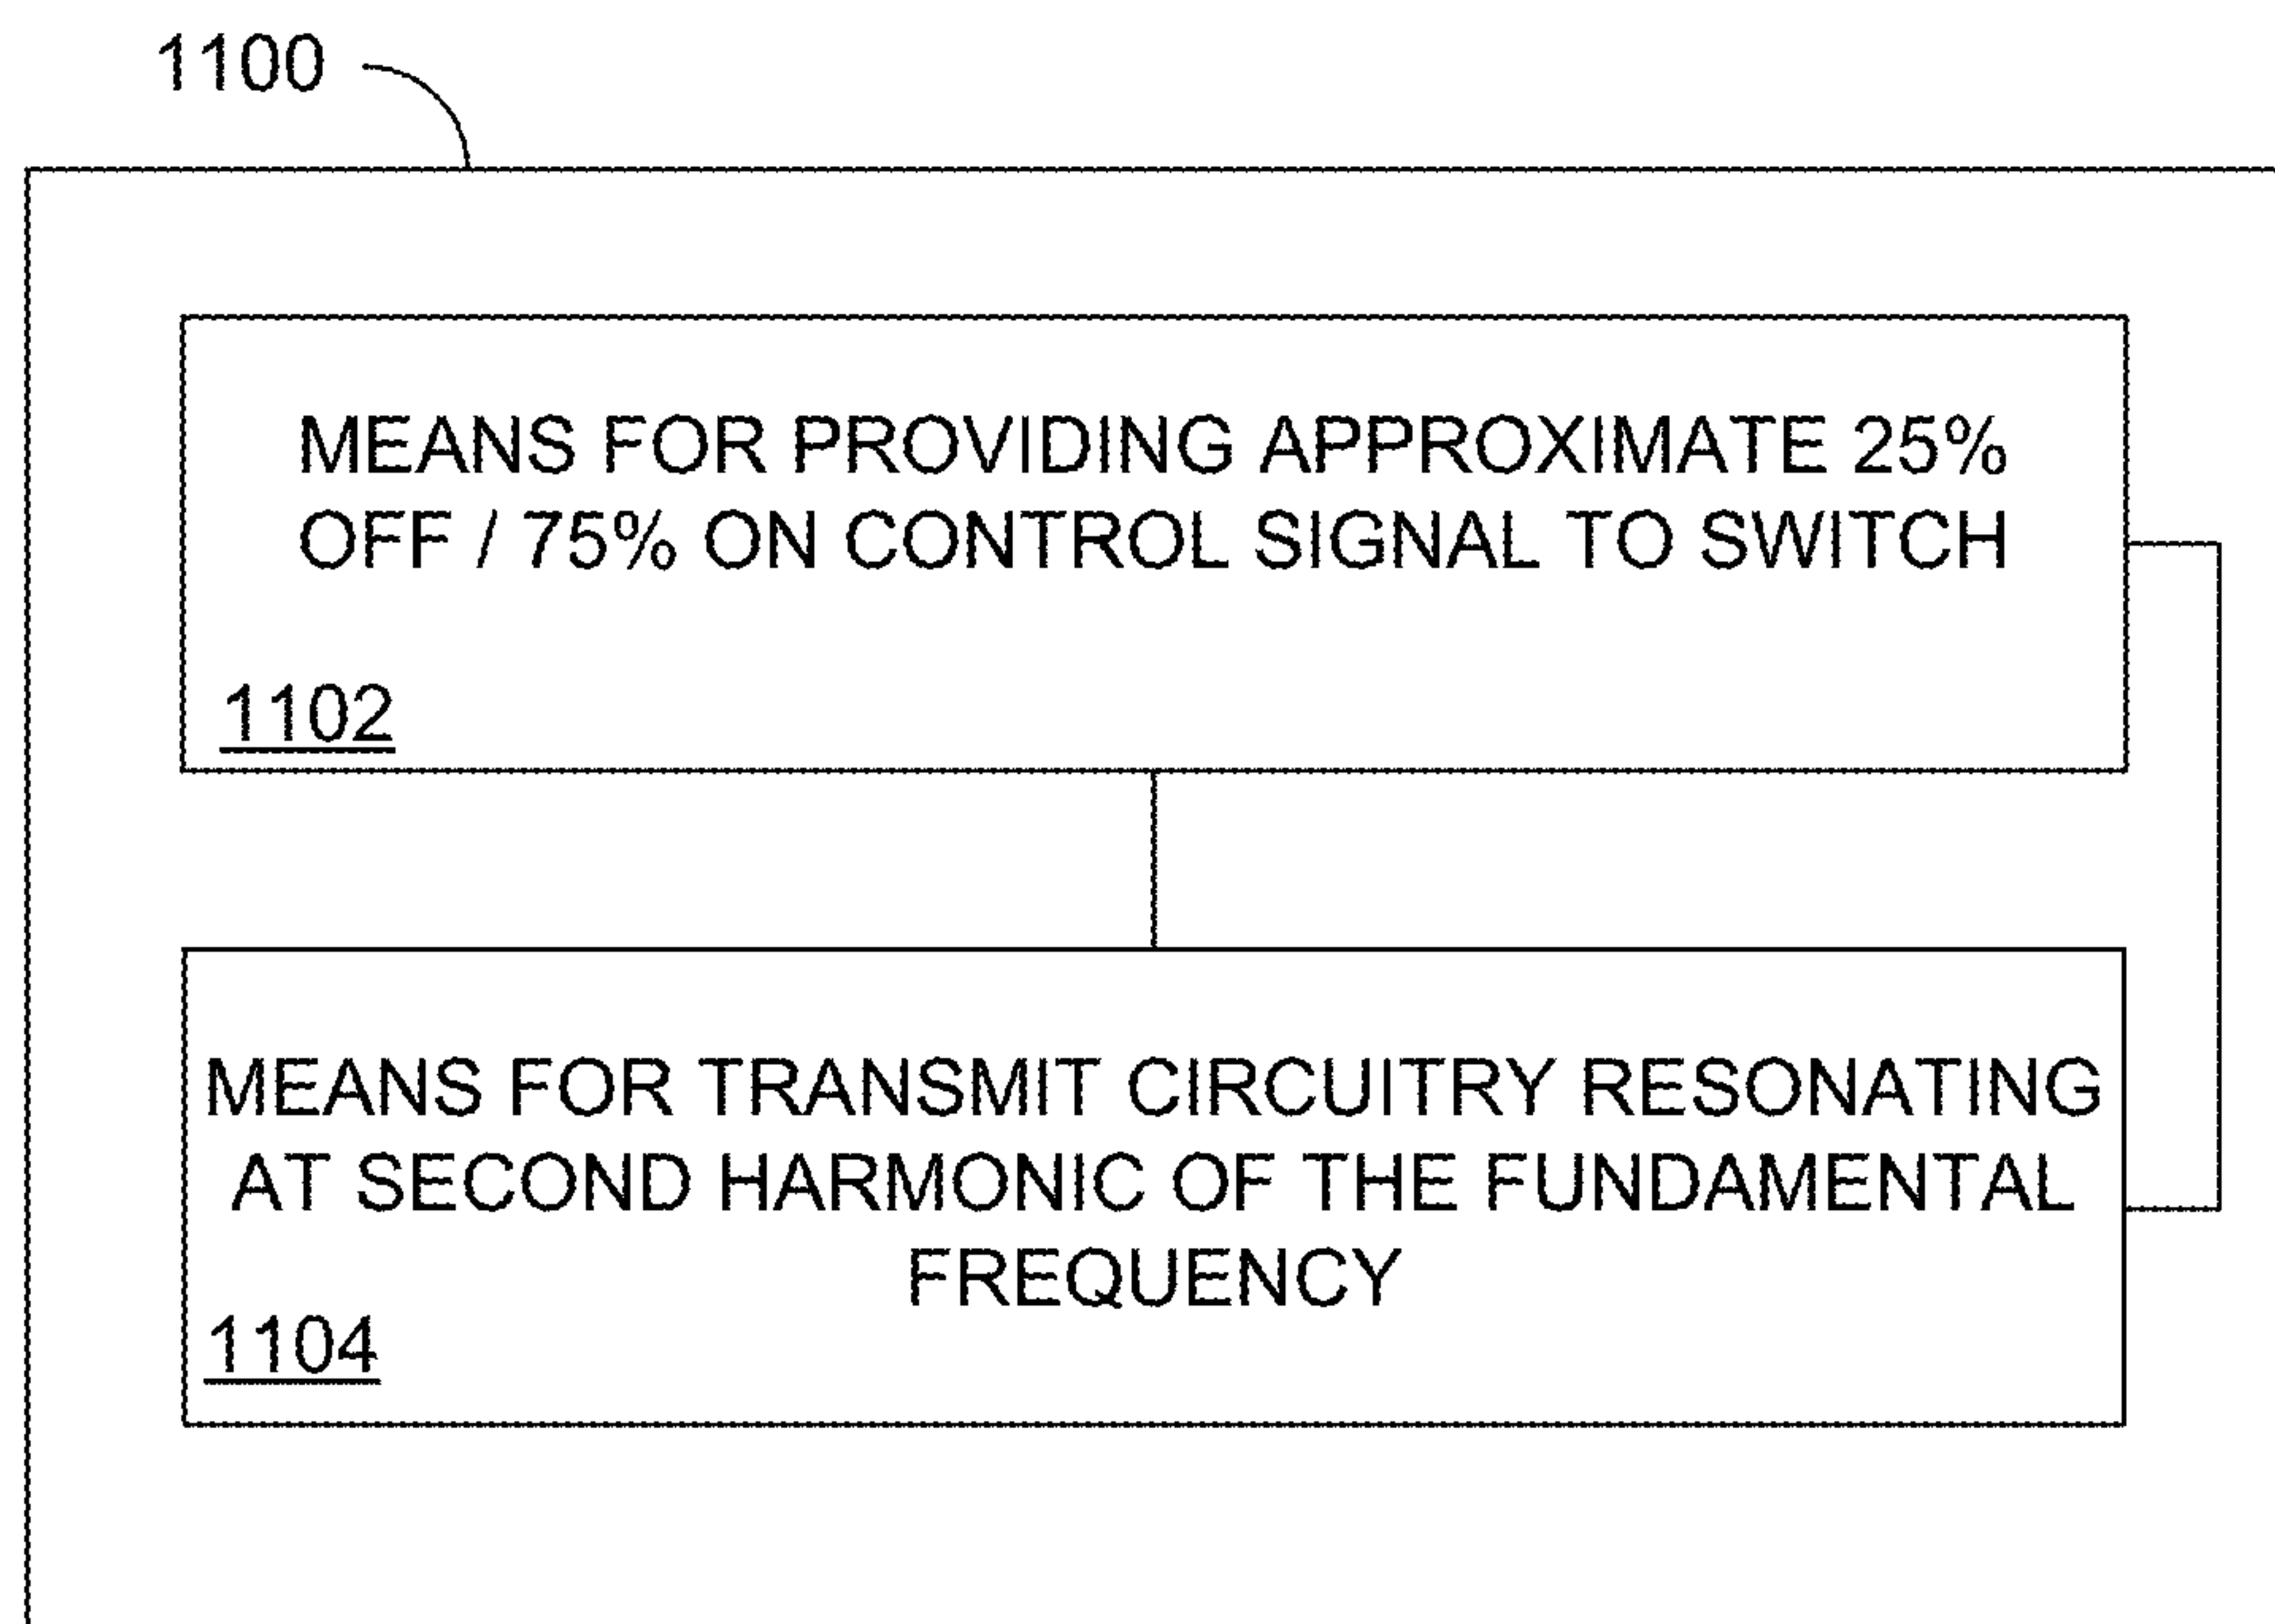 1100
MEANS FOR PROVIDING APPROXIMATE 25%
OFF / 75% ON CONTROL SIGNAL TO SWITCH
1102
MEANS FOR TRANSMIT CIRCUITRY RESONATING
AT SECOND HARMONIC OF THE FUNDAMENTAL
FREQUENCY
1104